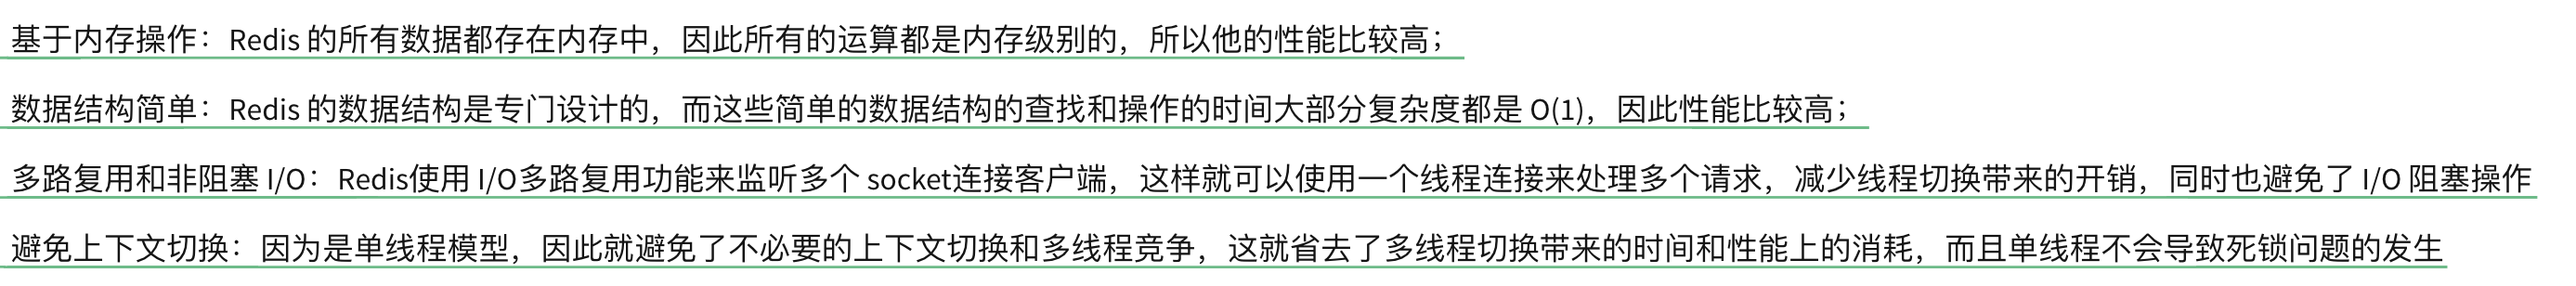 基于内存操作：Redis 的所有数据都存在内存中，因此所有的运算都是内存级别的，所以他的性能比较高；
数据结构简单：Redis 的数据结构是专门设计的，而这些简单的数据结构的查找和操作的时间大部分复杂度都是 O(1)，因此性能比较高；
多路复用和非阻塞 I/O：Redis使用 I/O多路复用功能来监听多个 socket连接客户端，这样就可以使用一个线程连接来处理多个请求，减少线程切换带来的开销，同时也避免了 I/O 阻塞操作
避免上下文切换：因为是单线程模型，因此就避免了不必要的上下文切换和多线程竞争，这就省去了多线程切换带来的时间和性能上的消耗，而且单线程不会导致死锁问题的发生